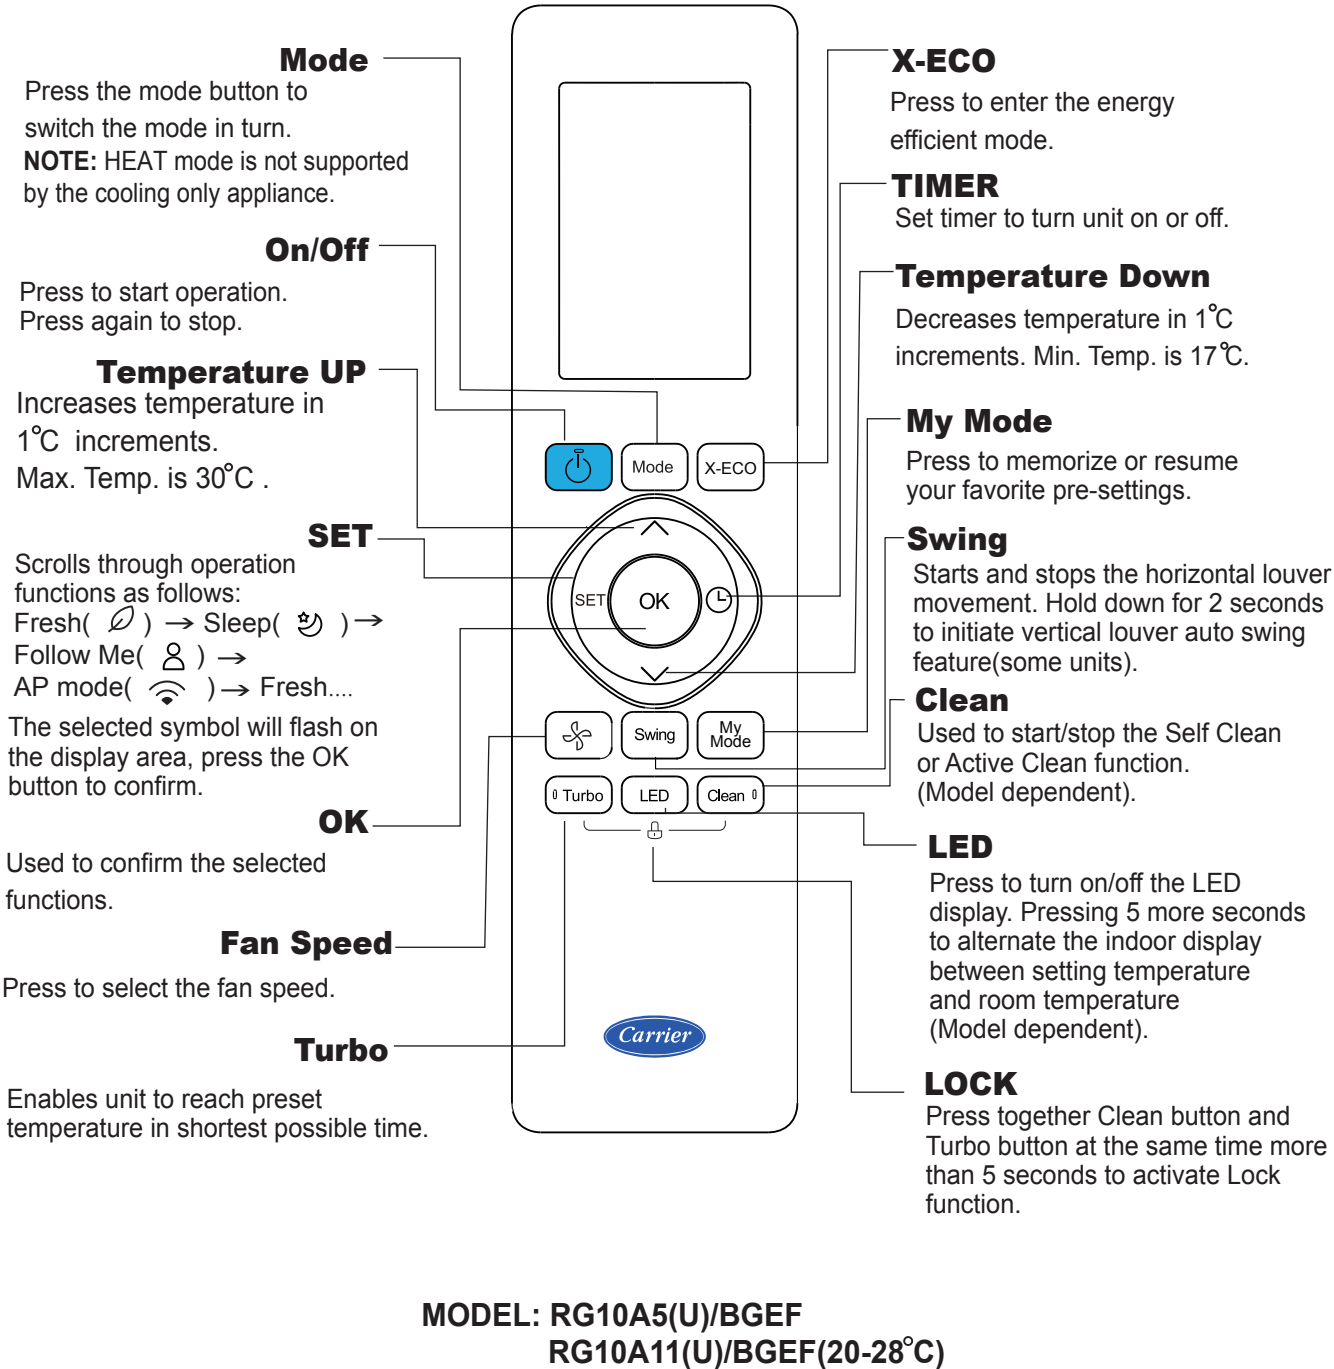 Mode
Press the mode button to
switch the mode in turn.
NOTE: HEAT mode is not supported
by the cooling only appliance.
On/Off
Press to start operation.
Press again to stop.
Temperature UP
Increases temperature in
1°C increments.
Max. Temp. is 30°C .
SET
Scrolls through operation
functions as follows:
Fresh( ) → Sleep( ) →
Follow Me( ) →
AP mode( ) → Fresh....
The selected symbol will flash on
the display area, press the OK
button to confirm.
OK
Used to confirm the selected
functions.
Fan Speed
Press to select the fan speed.
Turbo
Enables unit to reach preset
temperature in shortest possible time.
Mode
X-ECO
SET
OK
Swing
My
Mode
Turbo
LED
Clean
Carrier
X-ECO
Press to enter the energy
efficient mode.
TIMER
Set timer to turn unit on or off.
Temperature Down
Decreases temperature in 1°C
increments. Min. Temp. is 17°C.
My Mode
Press to memorize or resume
your favorite pre-settings.
Swing
Starts and stops the horizontal louver
movement. Hold down for 2 seconds
to initiate vertical louver auto swing
feature(some units).
Clean
Used to start/stop the Self Clean
or Active Clean function.
(Model dependent).
LED
Press to turn on/off the LED
display. Pressing 5 more seconds
to alternate the indoor display
between setting temperature
and room temperature
(Model dependent).
LOCK
Press together Clean button and
Turbo button at the same time more
than 5 seconds to activate Lock
function.
MODEL: RG10A5(U)/BGEF
RG10A11(U)/BGEF(20-28°C)